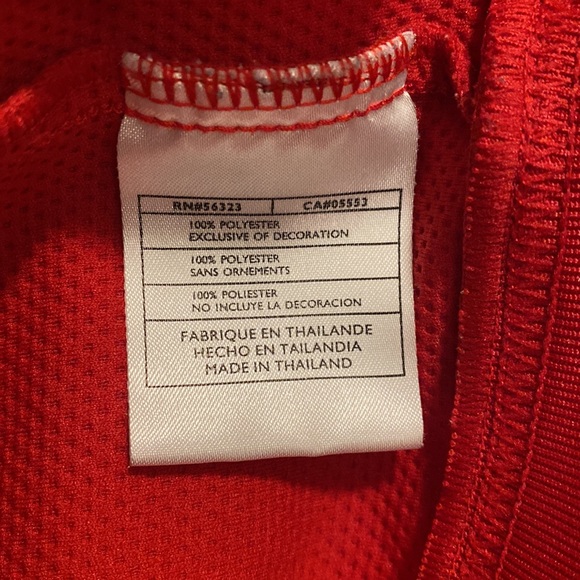 RN#56323 CA#05553
100% POLYESTER
EXCLUSIVE OF DECORATION
100% POLYESTER
SANS ORNEMENTS
100% POLIESTER
NO INCLUYE LA DECORACION
FABRIQUE EN THAILANDE
HECHO EN TAILANDIA
MADE IN THAILAND